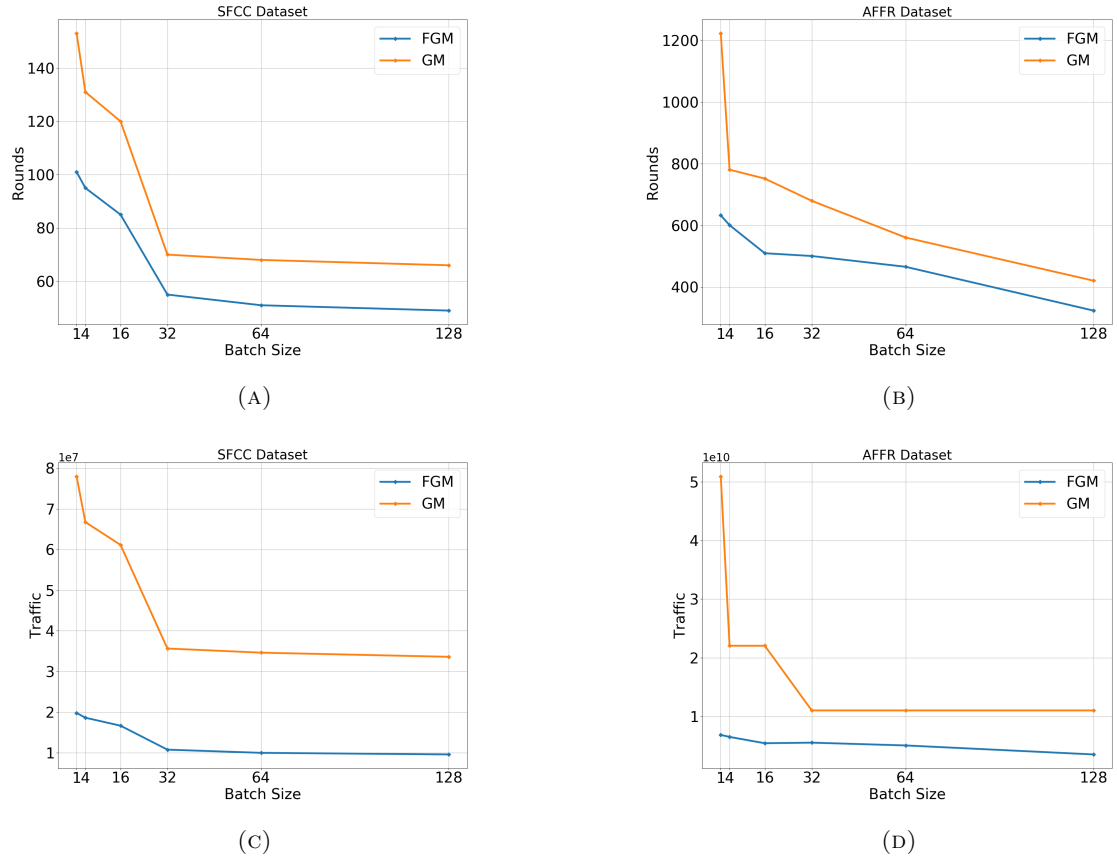 SFCC Dataset
140
120
100
80
60
Rounds
FGM
GM
14 16 32 64 128
Batch Size
(A)
AFFR Dataset
1200
1000
800
600
400
Rounds
FGM
GM
14 16 32 64 128
Batch Size
(B)
SFCC Dataset
1e7
8
7
6
5
4
3
2
1
Traffic
FGM
GM
14 16 32 64 128
Batch Size
(C)
AFFR Dataset
1e10
5
4
3
2
1
Traffic
FGM
GM
14 16 32 64 128
Batch Size
(D)